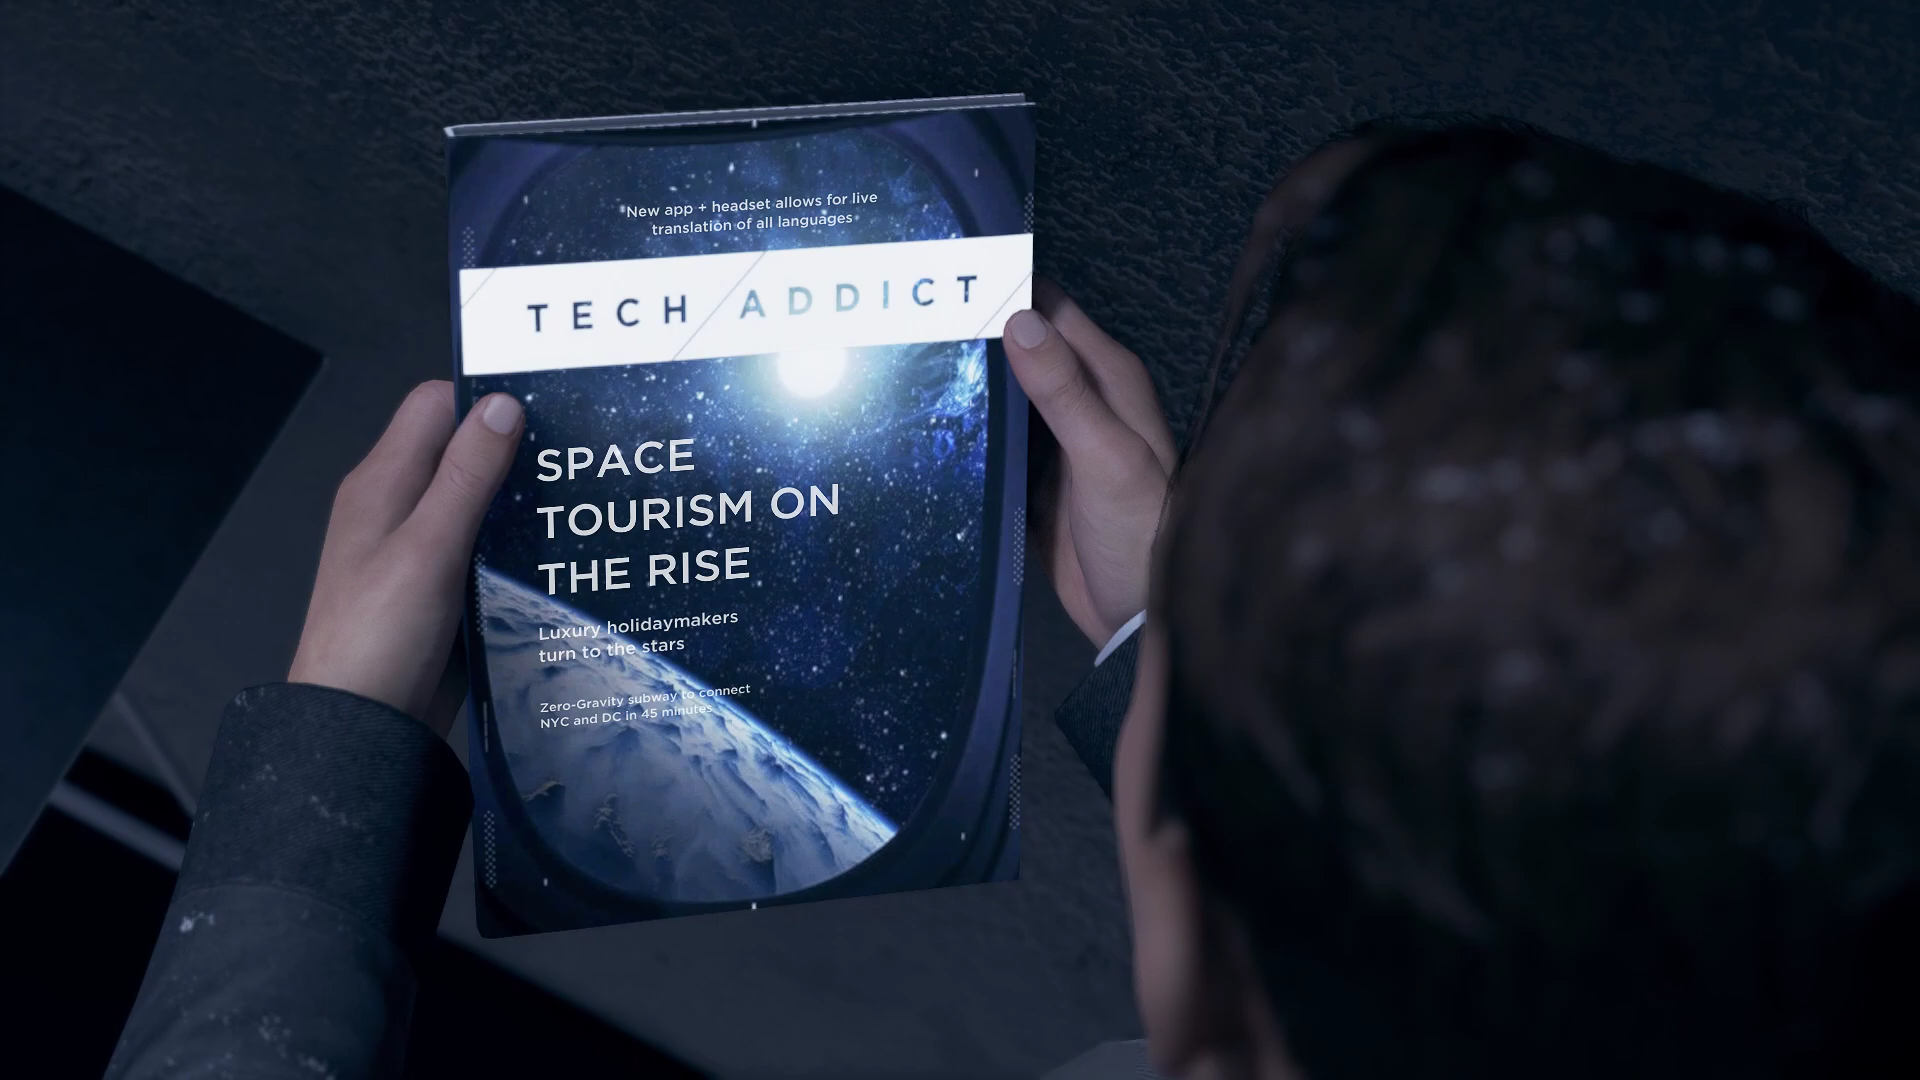 New app + headset allows for live
translation of all languages
TECH ADDICT
SPACE
TOURISM ON
THE RISE
Luxury holidaymakers
turn to the stars
Zero-Gravity subway to connect
NYC and DC in 45 minutes